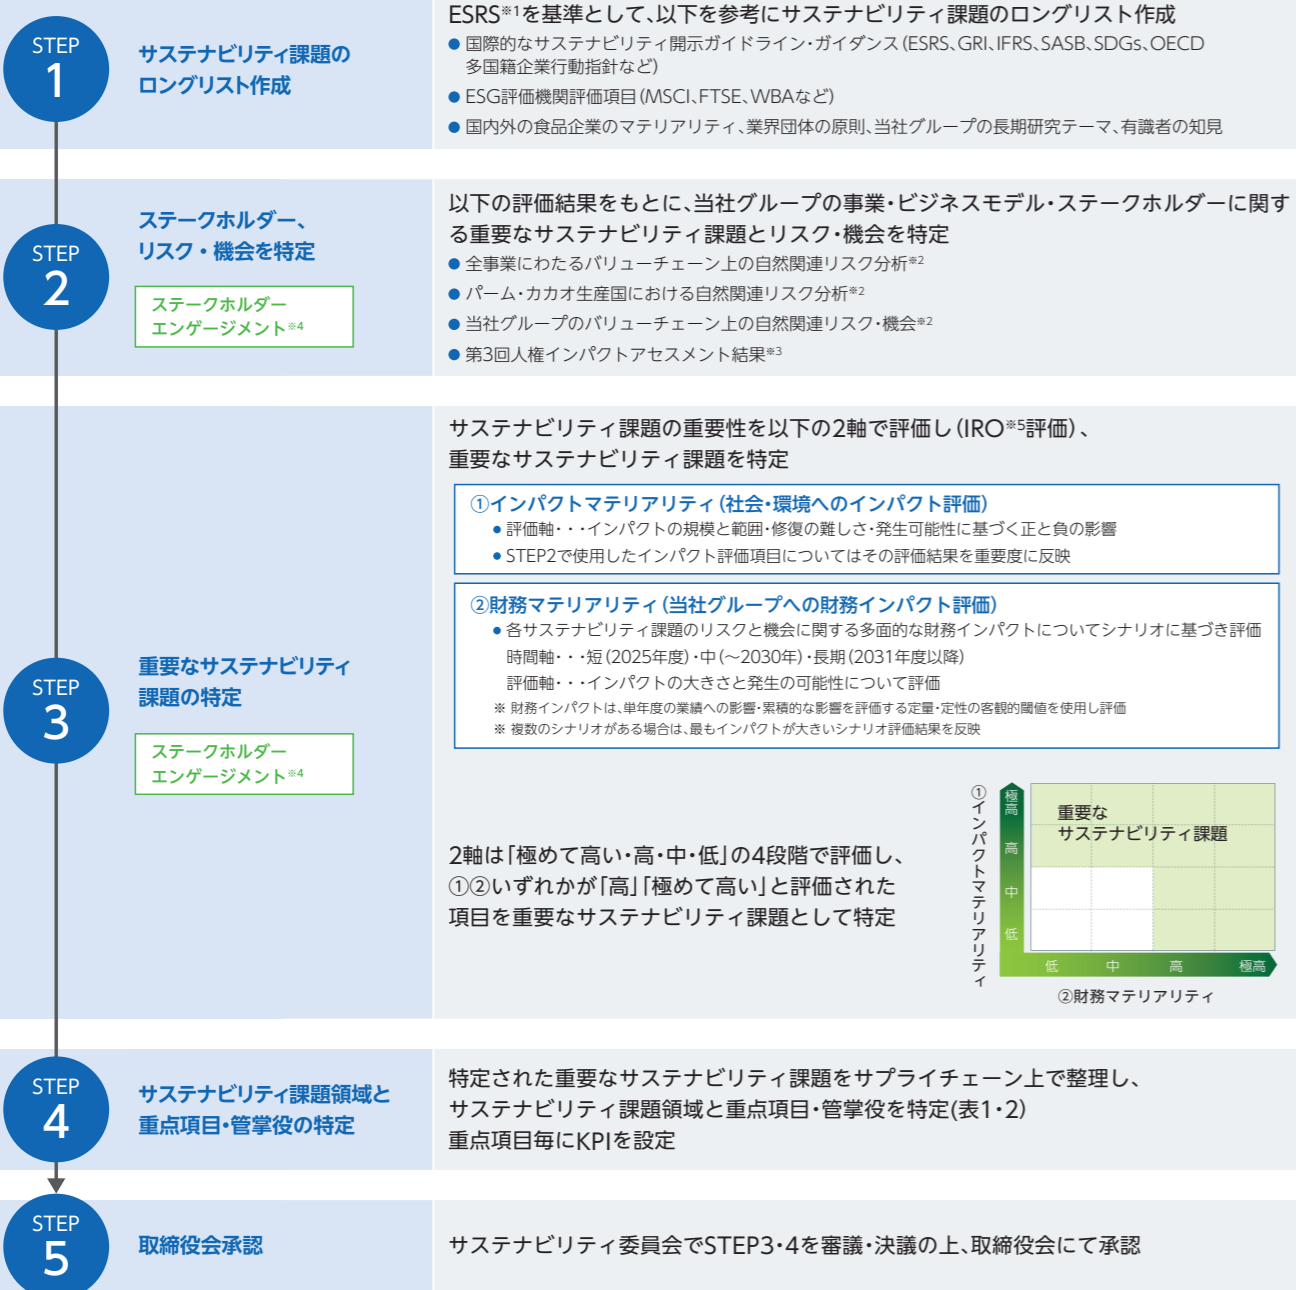 STEP
1
サステナビリティ課題の
ロングリスト作成
ESRS※1を基準として、以下を参考にサステナビリティ課題のロングリスト作成
● 国際的なサステナビリティ開示ガイドライン・ガイダンス（ESRS、GRI、IFRS、SASB、SDGs、OECD
多国籍企業行動指針など）
● ESG評価機関評価項目（MSCI、FTSE、WBAなど）
● 国内外の食品企業のマテリアリティ、業界団体の原則、当社グループの長期研究テーマ、有識者の知見
STEP
2
ステークホルダー、
リスク・機会を特定
ステークホルダー
エンゲージメント※4
以下の評価結果をもとに、当社グループの事業・ビジネスモデル・ステークホルダーに関す
る重要なサステナビリティ課題とリスク・機会を特定
● 全事業にわたるバリューチェーン上の自然関連リスク分析※2
● パーム・カカオ生産国における自然関連リスク分析※2
● 当社グループのバリューチェーン上の自然関連リスク・機会※2
● 第3回人権インパクトアセスメント結果※3
STEP
3
重要なサステナビリティ
課題の特定
ステークホルダー
エンゲージメント※4
サステナビリティ課題の重要性を以下の2軸で評価し（IRO※5評価）、
重要なサステナビリティ課題を特定
①インパクトマテリアリティ（社会・環境へのインパクト評価）
● 評価軸・・・インパクトの規模と範囲・修復の難しさ・発生可能性に基づく正と負の影響
● STEP2で使用したインパクト評価項目についてはその評価結果を重要度に反映
②財務マテリアリティ（当社グループへの財務インパクト評価）
● 各サステナビリティ課題のリスクと機会に関する多面的な財務インパクトについてシナリオに基づき評価
時間軸・・・短（2025年度）・中（～2030年）・長期（2031年度以降）
評価軸・・・インパクトの大きさと発生の可能性について評価
※ 財務インパクトは、単年度の業績への影響・累積的な影響を評価する定量・定性の客観的閾値を使用し評価
※ 複数のシナリオがある場合は、最もインパクトが大きいシナリオ評価結果を反映
2軸は「極めて高い・高・中・低」の4段階で評価し、
①②いずれかが「高」「極めて高い」と評価された
項目を重要なサステナビリティ課題として特定
①インパクトマテリアリティ
極高
高
中
低
重要な
サステナビリティ課題
低 中 高 極高
②財務マテリアリティ
STEP
4
サステナビリティ課題領域と
重点項目・管掌役の特定
特定された重要なサステナビリティ課題をサプライチェーン上で整理し、
サステナビリティ課題領域と重点項目・管掌役を特定(表1・2)
重点項目毎にKPIを設定
STEP
5
取締役会承認
サステナビリティ委員会でSTEP3・4を審議・決議の上、取締役会にて承認